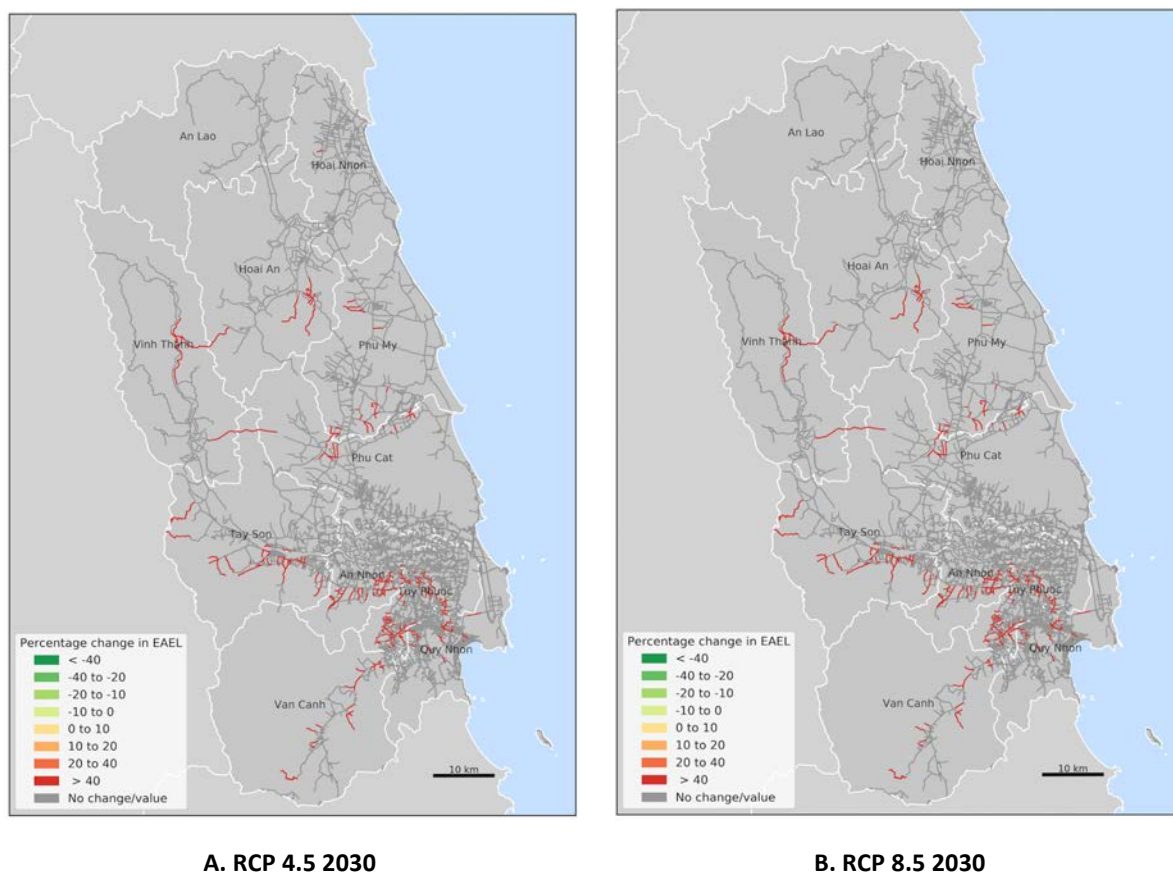 An Lao
Hoai Nhon
Hoai An
Vinh Thanh
Phu My
Phu Cat
Tay Son
An Nhon
Tuy Phuoc
Quy Nhon
Van Canh
Percentage change in EAEL
< -40
-40 to -20
-20 to -10
-10 to 0
0 to 10
10 to 20
20 to 40
> 40
No change/value
10 km
A. RCP 4.5 2030
An Lao
Hoai Nhon
Hoai An
Vinh Thanh
Phu My
Phu Cat
Tay Son
An Nhon
Tuy Phuoc
Quy Nhon
Van Canh
Percentage change in EAEL
< -40
-40 to -20
-20 to -10
-10 to 0
0 to 10
10 to 20
20 to 40
> 40
No change/value
10 km
B. RCP 8.5 2030